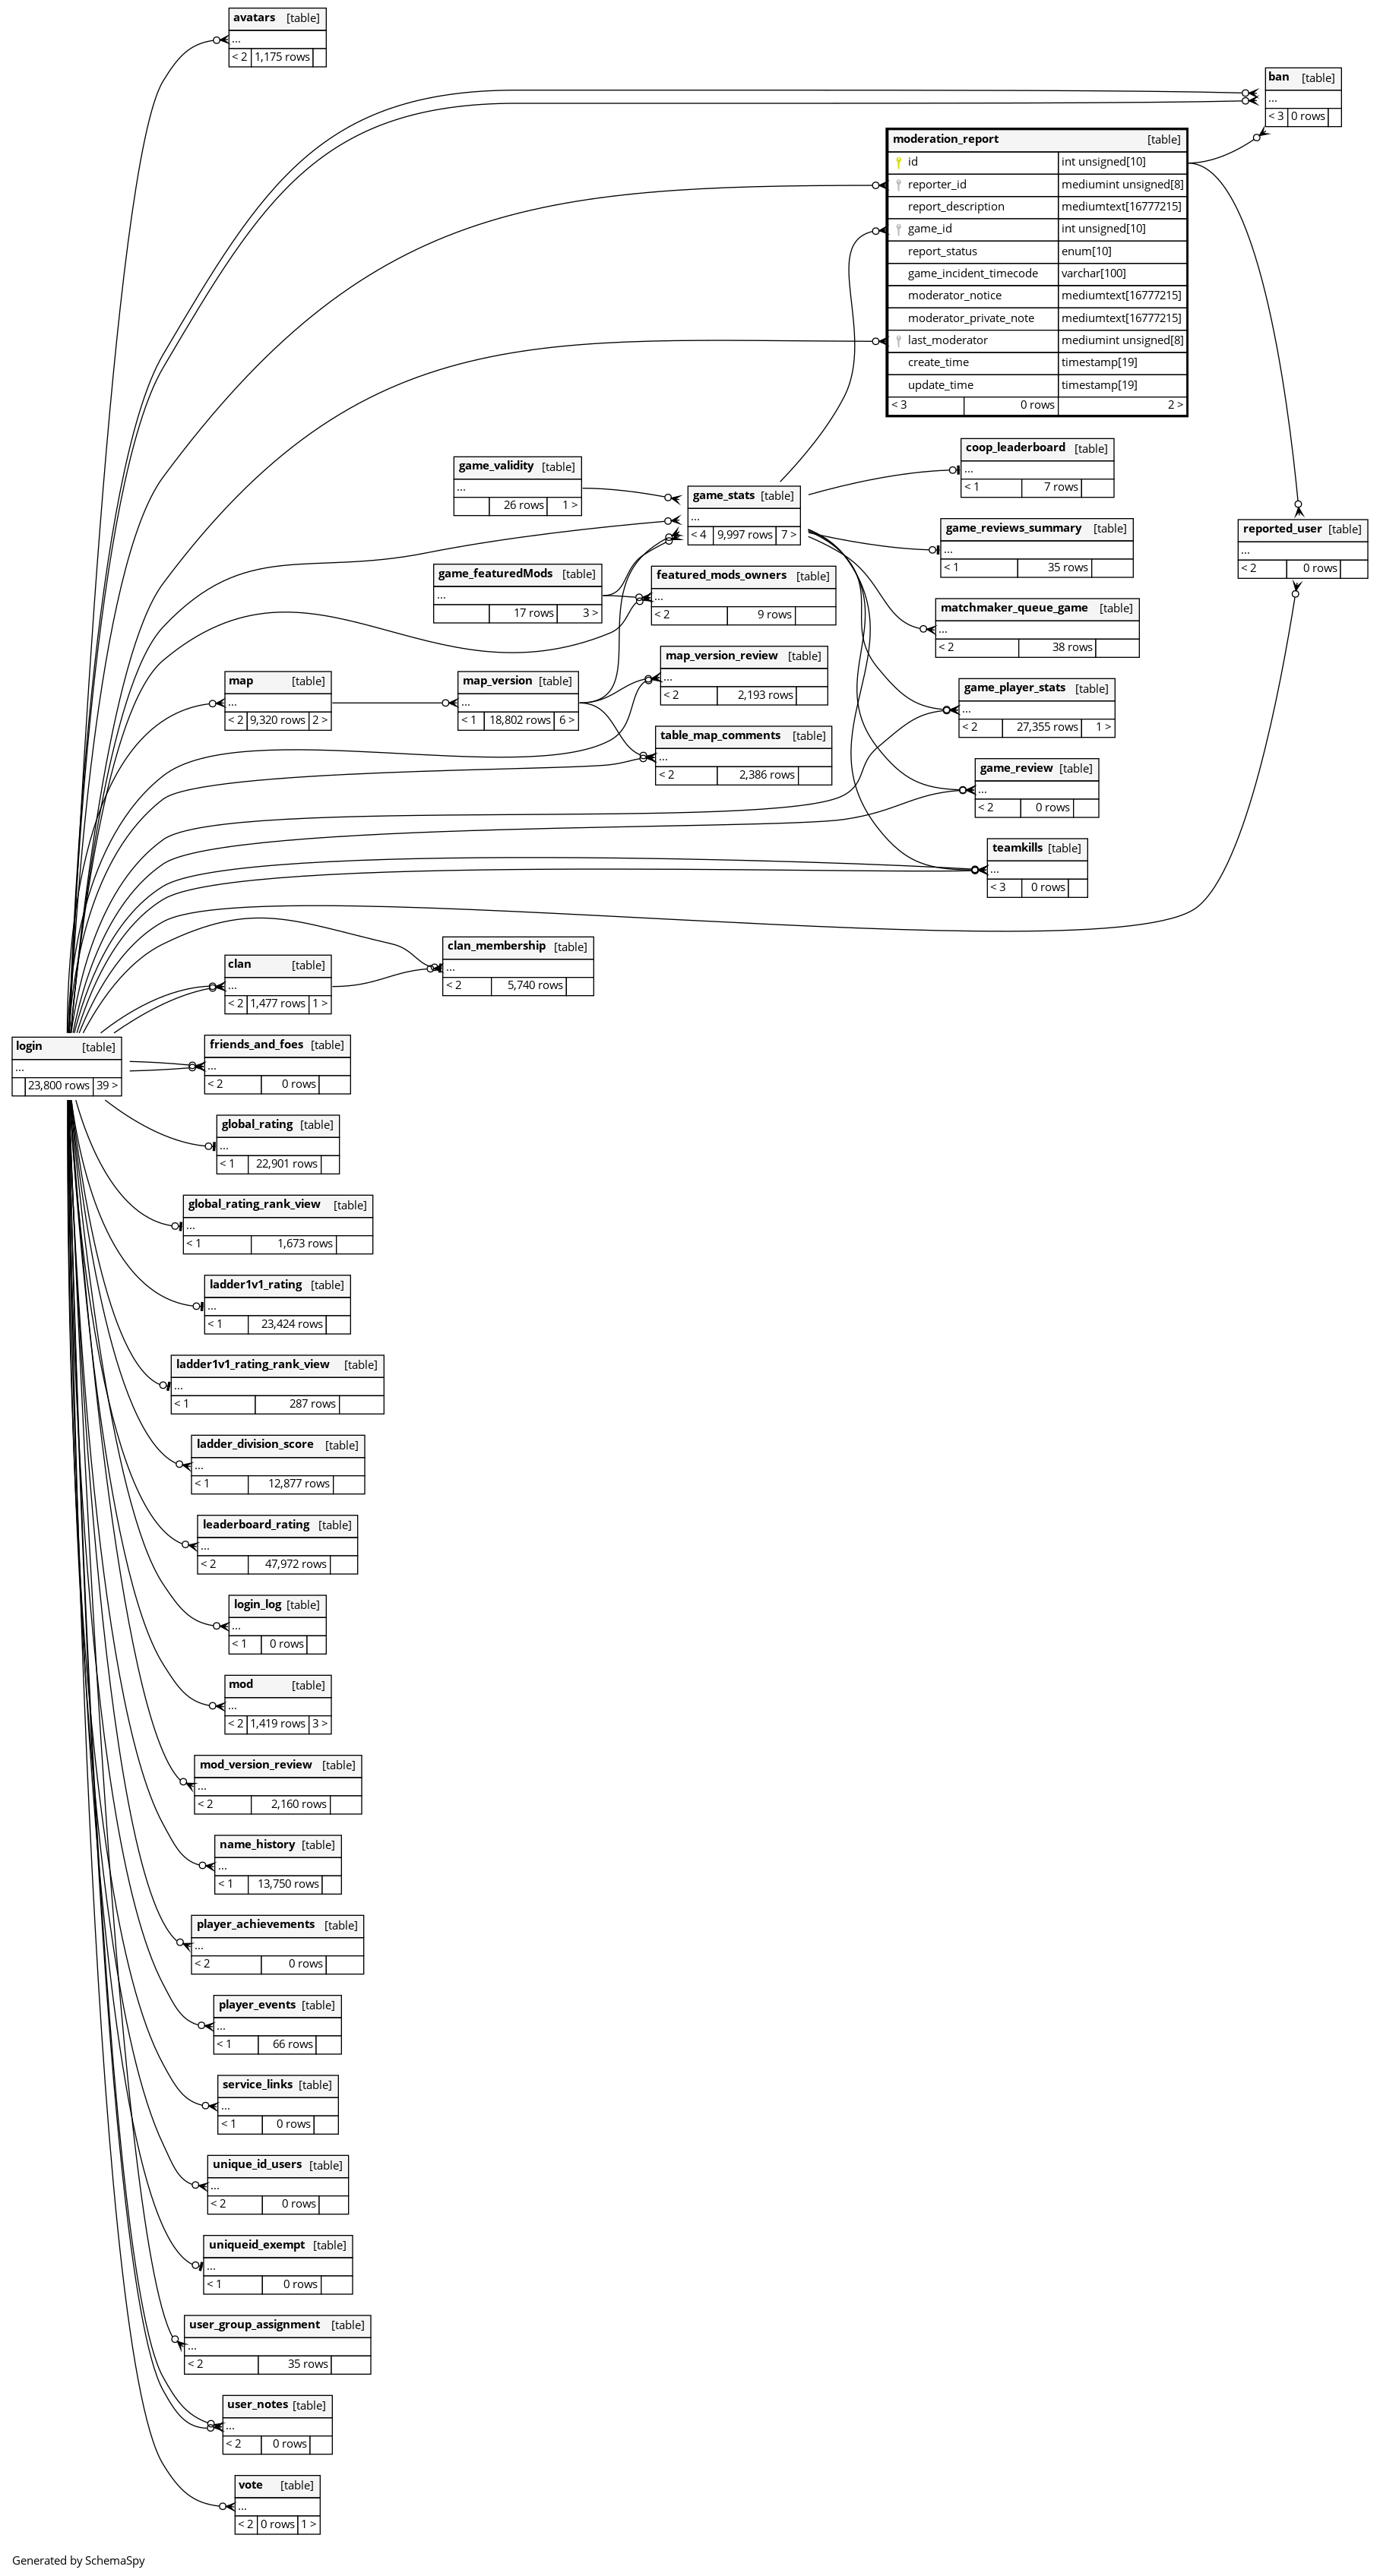 avatars [table]
...
< 2 1,175 rows
ban [table]
...
< 3 0 rows
moderation_report [table]
id int unsigned[10]
reporter_id mediumint unsigned[8]
report_description mediumtext[16777215]
game_id int unsigned[10]
report_status enum[10]
game_incident_timecode varchar[100]
moderator_notice mediumtext[16777215]
moderator_private_note mediumtext[16777215]
last_moderator mediumint unsigned[8]
create_time timestamp[19]
update_time timestamp[19]
< 3 0 rows 2 >
coop_leaderboard [table]
...
< 1 7 rows
game_validity [table]
...
26 rows 1 >
game_stats [table]
...
< 4 9,997 rows 7 >
game_reviews_summary [table]
...
< 1 35 rows
reported_user [table]
...
< 2 0 rows
game_featuredMods [table]
...
17 rows 3 >
featured_mods_owners [table]
...
< 2 9 rows
matchmaker_queue_game [table]
...
< 2 38 rows
map [table]
...
< 2 9,320 rows 2 >
map_version [table]
...
< 1 18,802 rows 6 >
map_version_review [table]
...
< 2 2,193 rows
game_player_stats [table]
...
< 2 27,355 rows 1 >
table_map_comments [table]
...
< 2 2,386 rows
game_review [table]
...
< 2 0 rows
teamkills [table]
...
< 3 0 rows
clan_membership [table]
...
< 2 5,740 rows
clan [table]
...
< 2 1,477 rows 1 >
login [table]
...
23,800 rows 39 >
friends_and_foes [table]
...
< 2 0 rows
global_rating [table]
...
< 1 22,901 rows
global_rating_rank_view [table]
...
< 1 1,673 rows
ladder1v1_rating [table]
...
< 1 23,424 rows
ladder1v1_rating_rank_view [table]
...
< 1 287 rows
ladder_division_score [table]
...
< 1 12,877 rows
leaderboard_rating [table]
...
< 2 47,972 rows
login_log [table]
...
< 1 0 rows
mod [table]
...
< 2 1,419 rows 3 >
mod_version_review [table]
...
< 2 2,160 rows
name_history [table]
...
< 1 13,750 rows
player_achievements [table]
...
< 2 0 rows
player_events [table]
...
< 1 66 rows
service_links [table]
...
< 1 0 rows
unique_id_users [table]
...
< 2 0 rows
uniqueid_exempt [table]
...
< 1 0 rows
user_group_assignment [table]
...
< 2 35 rows
user_notes [table]
...
< 2 0 rows
vote [table]
...
< 2 0 rows 1 >
Generated by SchemaSpy